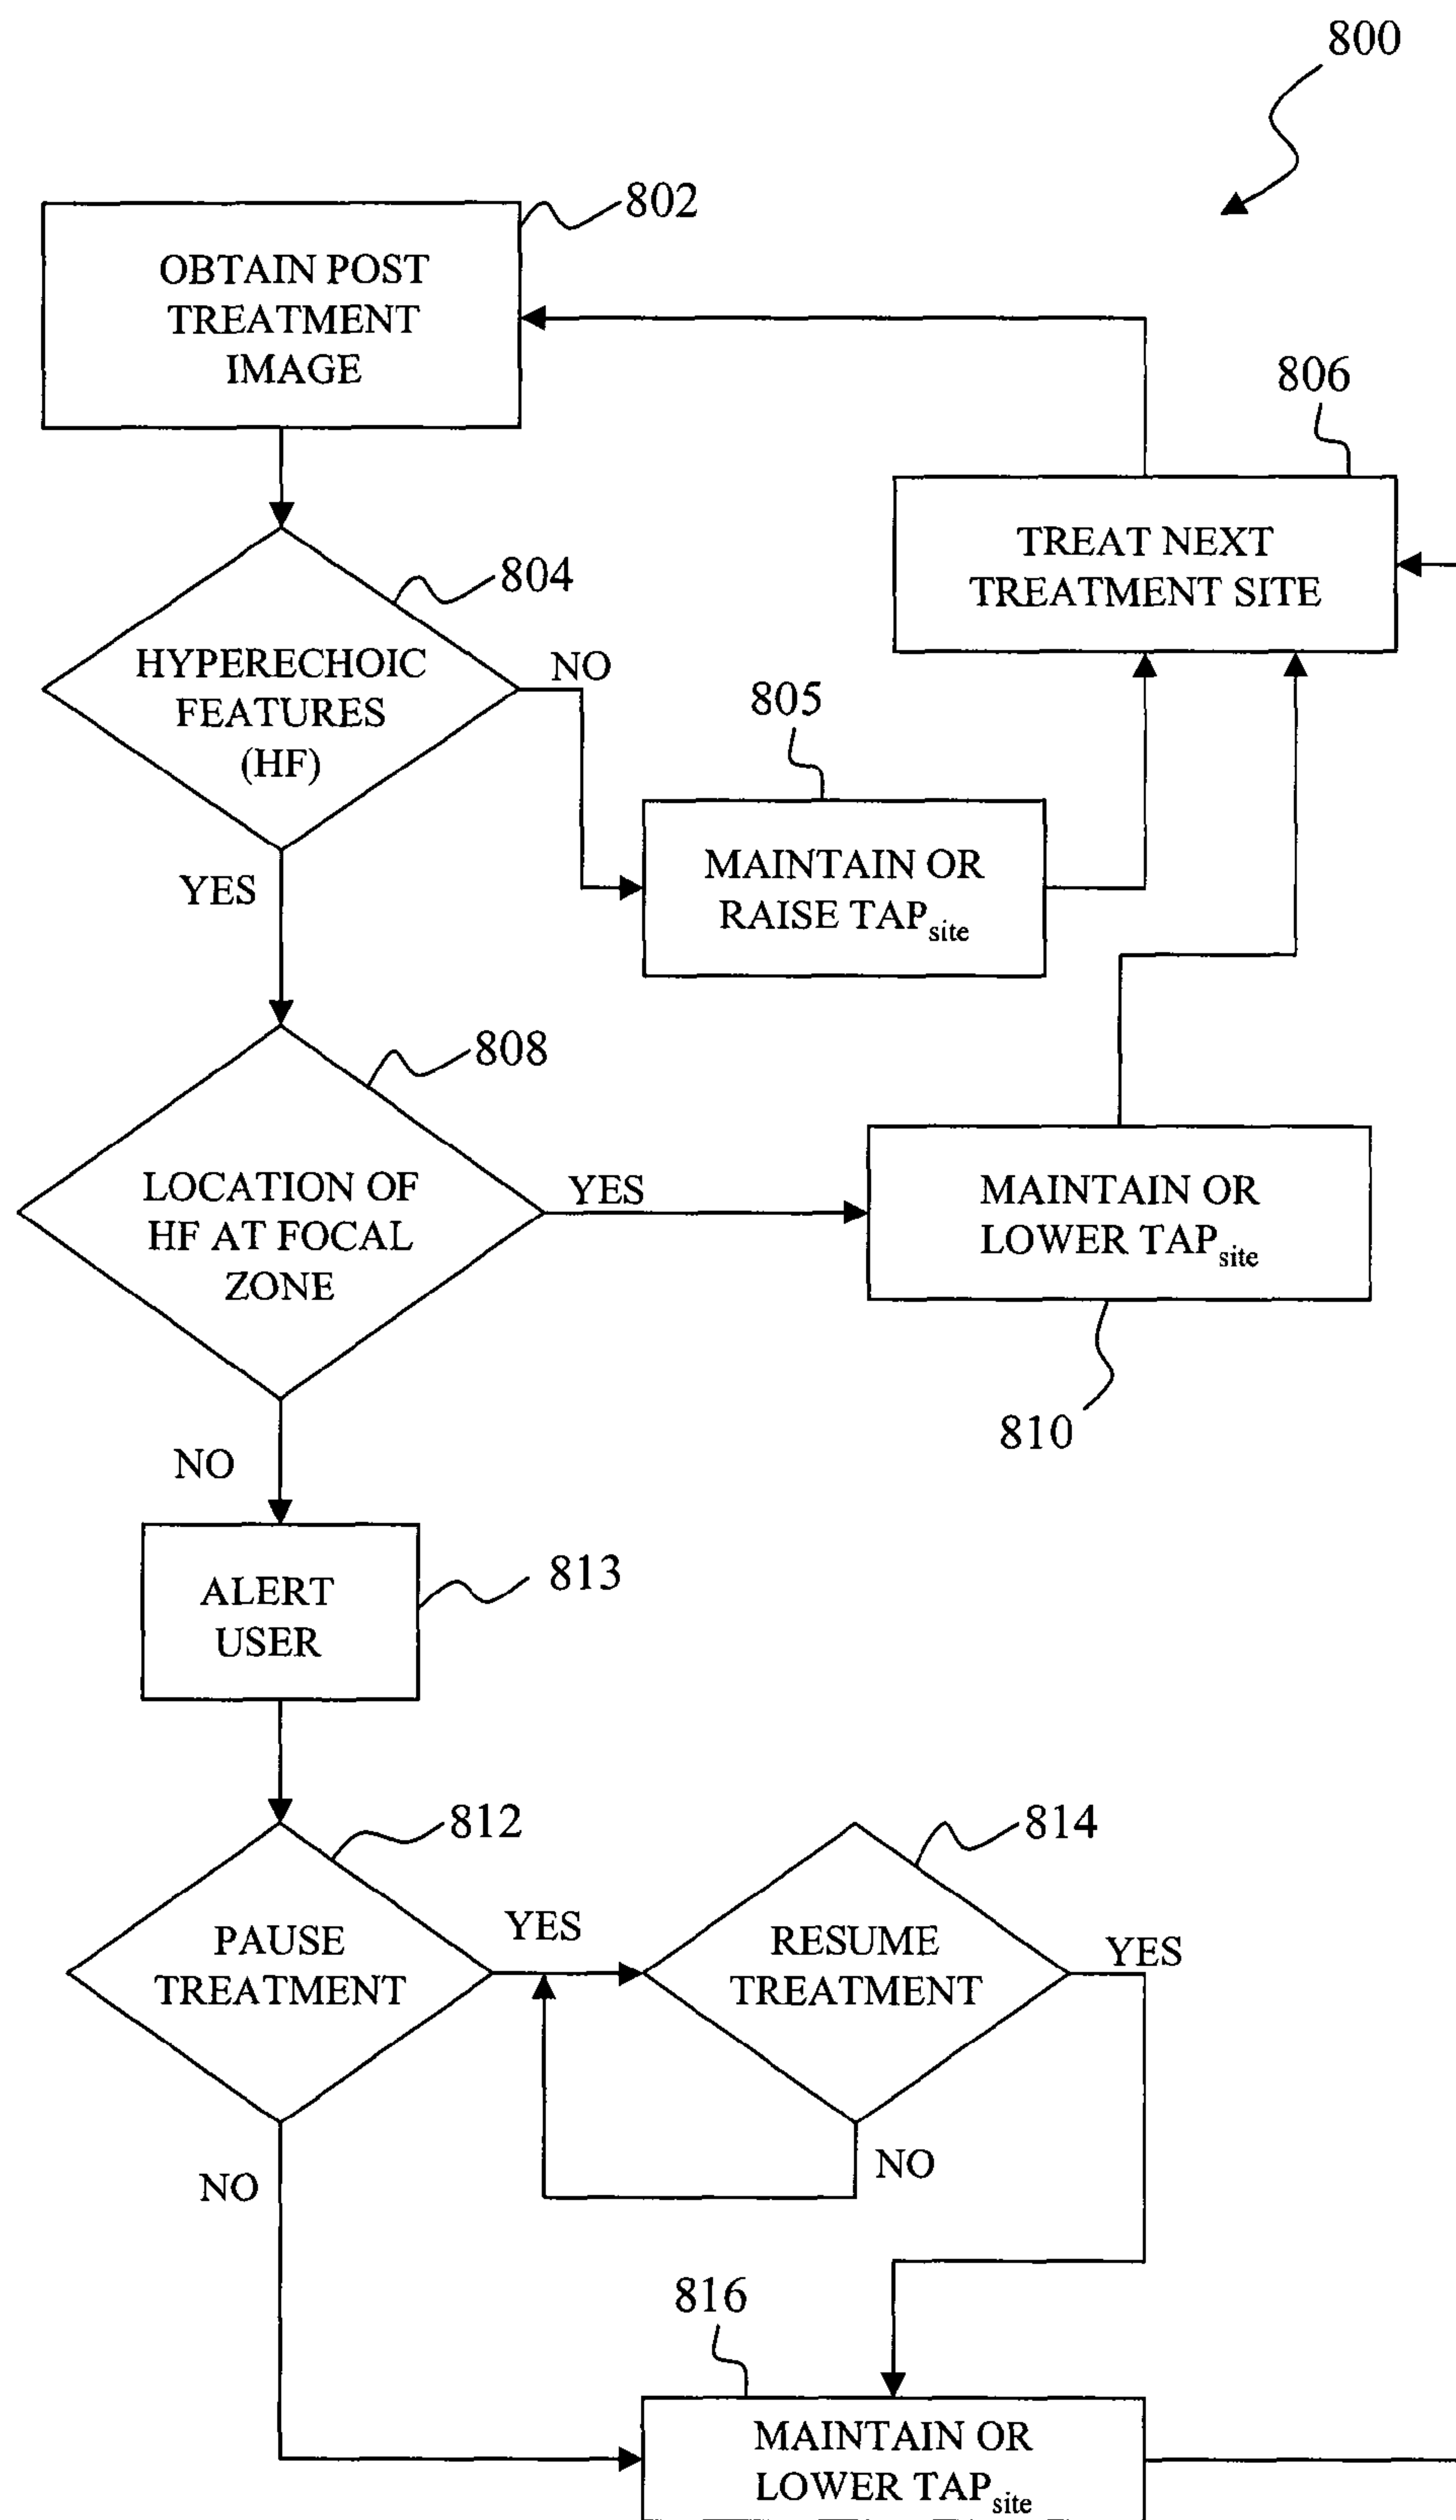 800
802
OBTAIN POST
TREATMENT
IMAGE
806
TREAT NEXT
TREATMENT SITE
804
HYPERECHOIC
FEATURES
(HF)
NO
805
MAINTAIN OR
RAISE TAPsite
YES
808
LOCATION OF
HF AT FOCAL
ZONE
YES
MAINTAIN OR
LOWER TAPsite
810
NO
ALERT
USER
813
812
PAUSE
TREATMENT
YES
814
RESUME
TREATMENT
YES
NO
NO
816
MAINTAIN OR
LOWER TAPsite